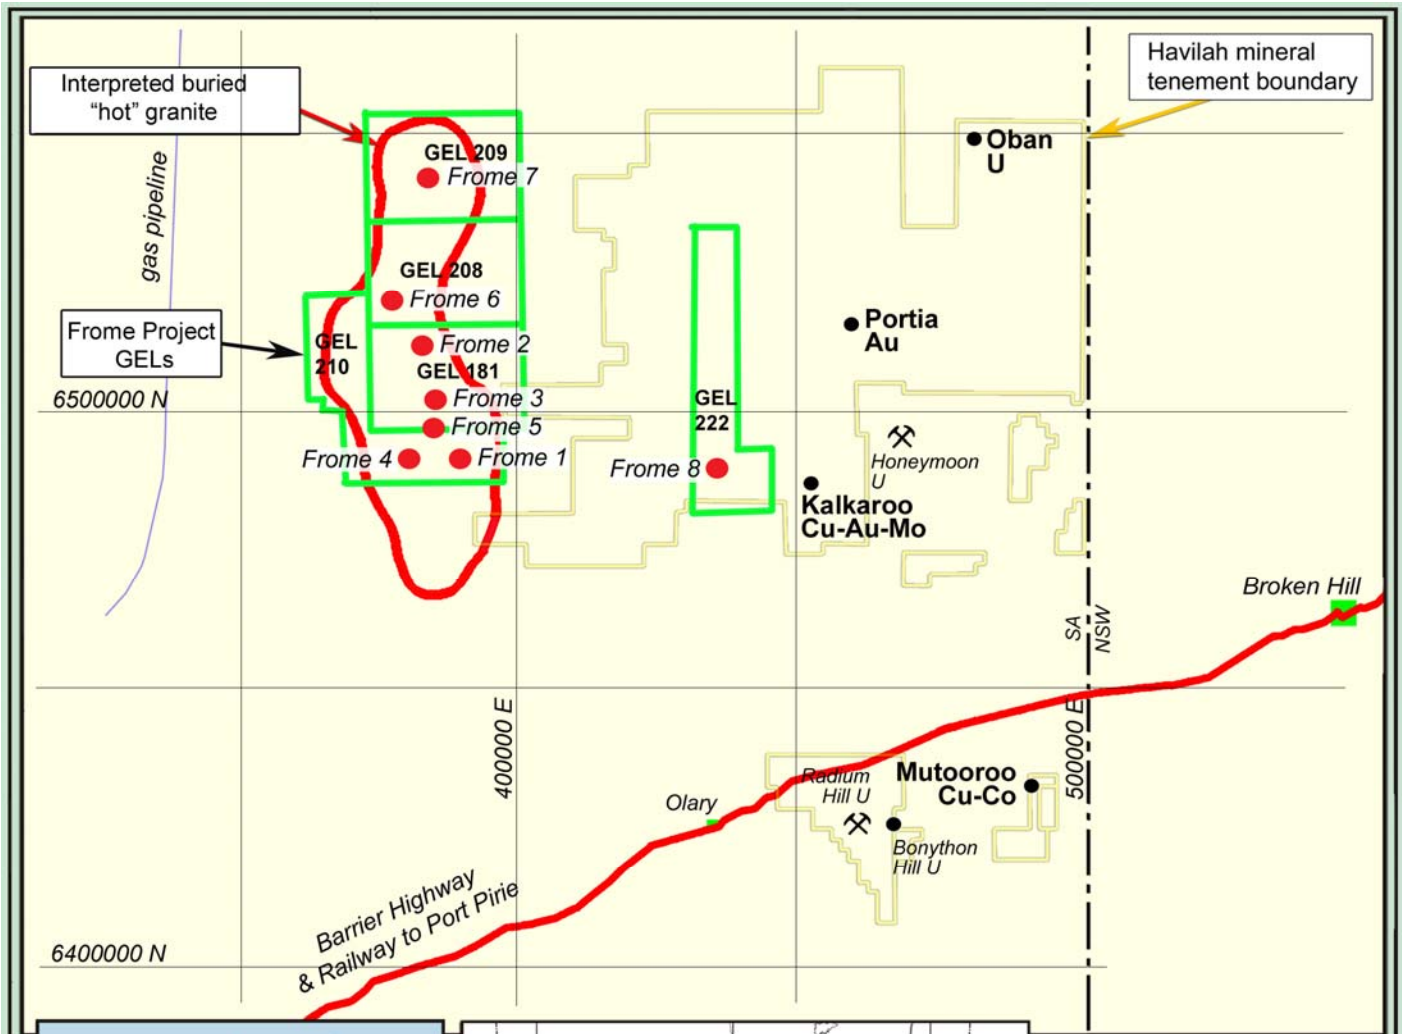 Interpreted buried
“hot” granite
Havilah mineral
tenement boundary
Oban
U
GEL 209
Frome 7
gas pipeline
GEL 208
Frome 6
Frome Project
GELs
GEL
210
Portia
Au
Frome 2
GEL 181
Frome 3
6500000 N
Frome 5
GEL
222
Frome 4
Frome 1
Frome 8
Honeymoon
U
Kalkaroo
Cu-Au-Mo
Broken Hill
SA
NSW
400000 E
500000 E
Radium
Hill U
Mutooroo
Cu-Co
Olary
Bonython
Hill U
Barrier Highway
& Railway to Port Pirie
6400000 N